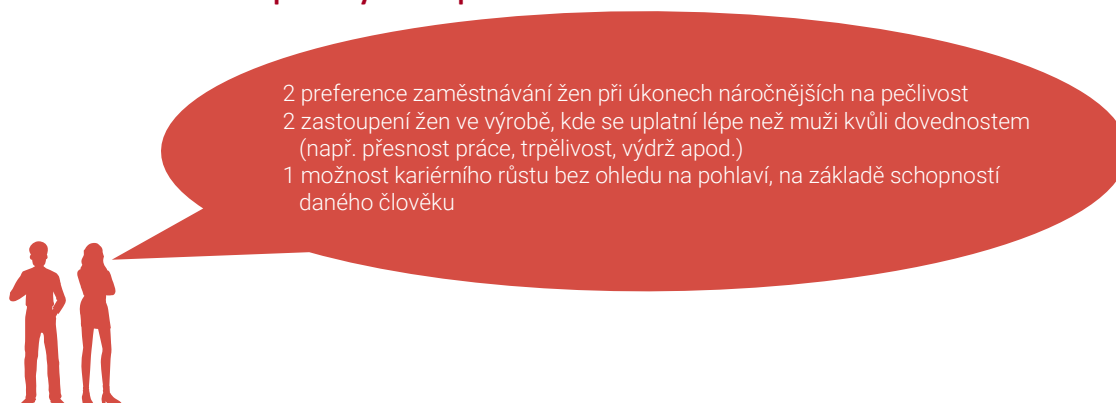 2 preference zaměstnávání žen při úkonech náročnějších na pečlivost
2 zastoupení žen ve výrobě, kde se uplatní lépe než muži kvůli dovednostem
(např. přesnost práce, trpělivost, výdrž apod.)
1 možnost kariérního růstu bez ohledu na pohlaví, na základě schopností
daného člověku